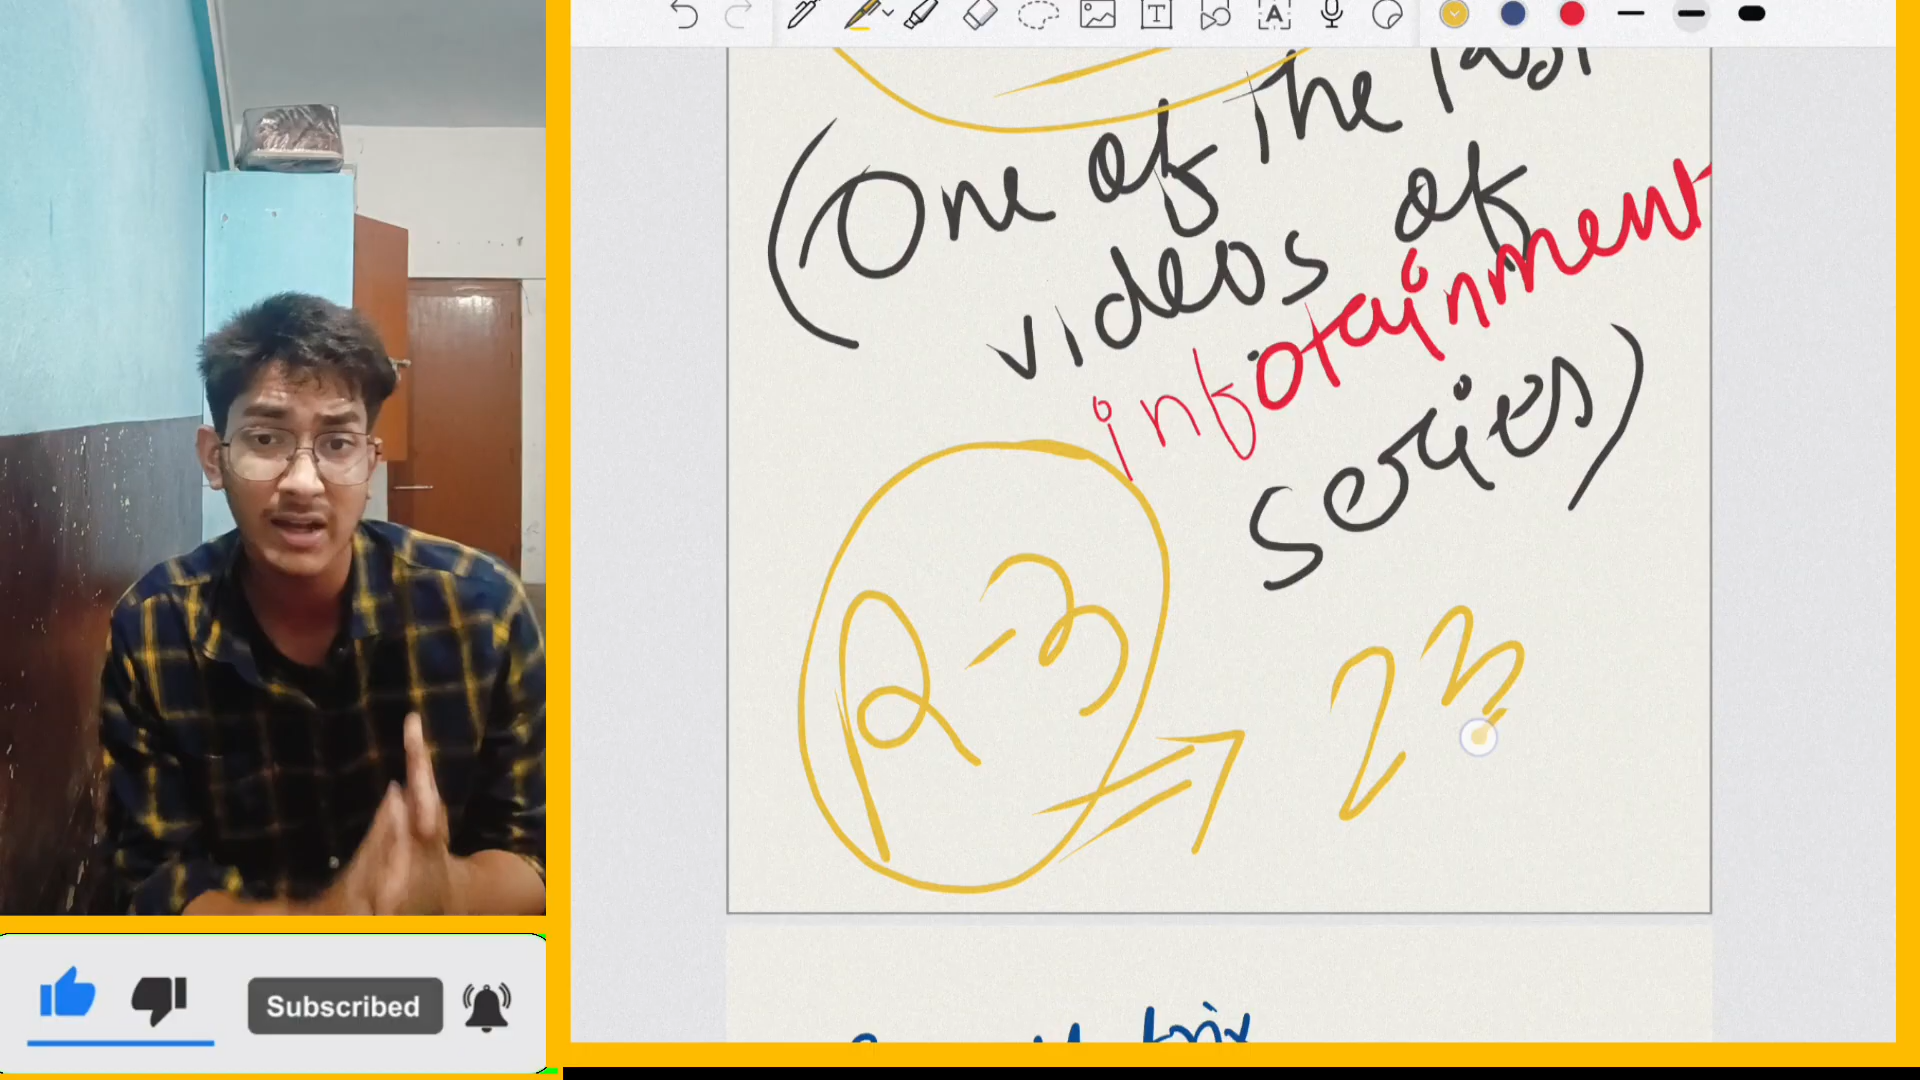 (One of the last
videos of
infotainment
series)
R-3
23
Subscribed